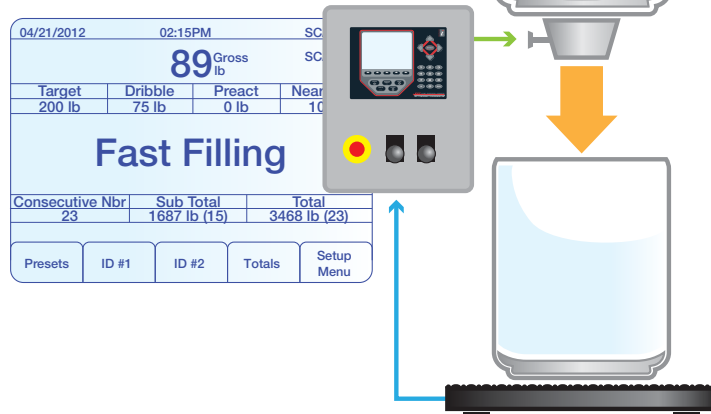 04/21/2012 02:15PM
89 Gross lb
Target Dribble Preact
200 lb 75 lb 0 lb
Fast Filling
Consecutive Nbr Sub Total Total
23 1687 lb (15) 3468 lb (23)
Presets ID #1 ID #2 Totals Setup Menu